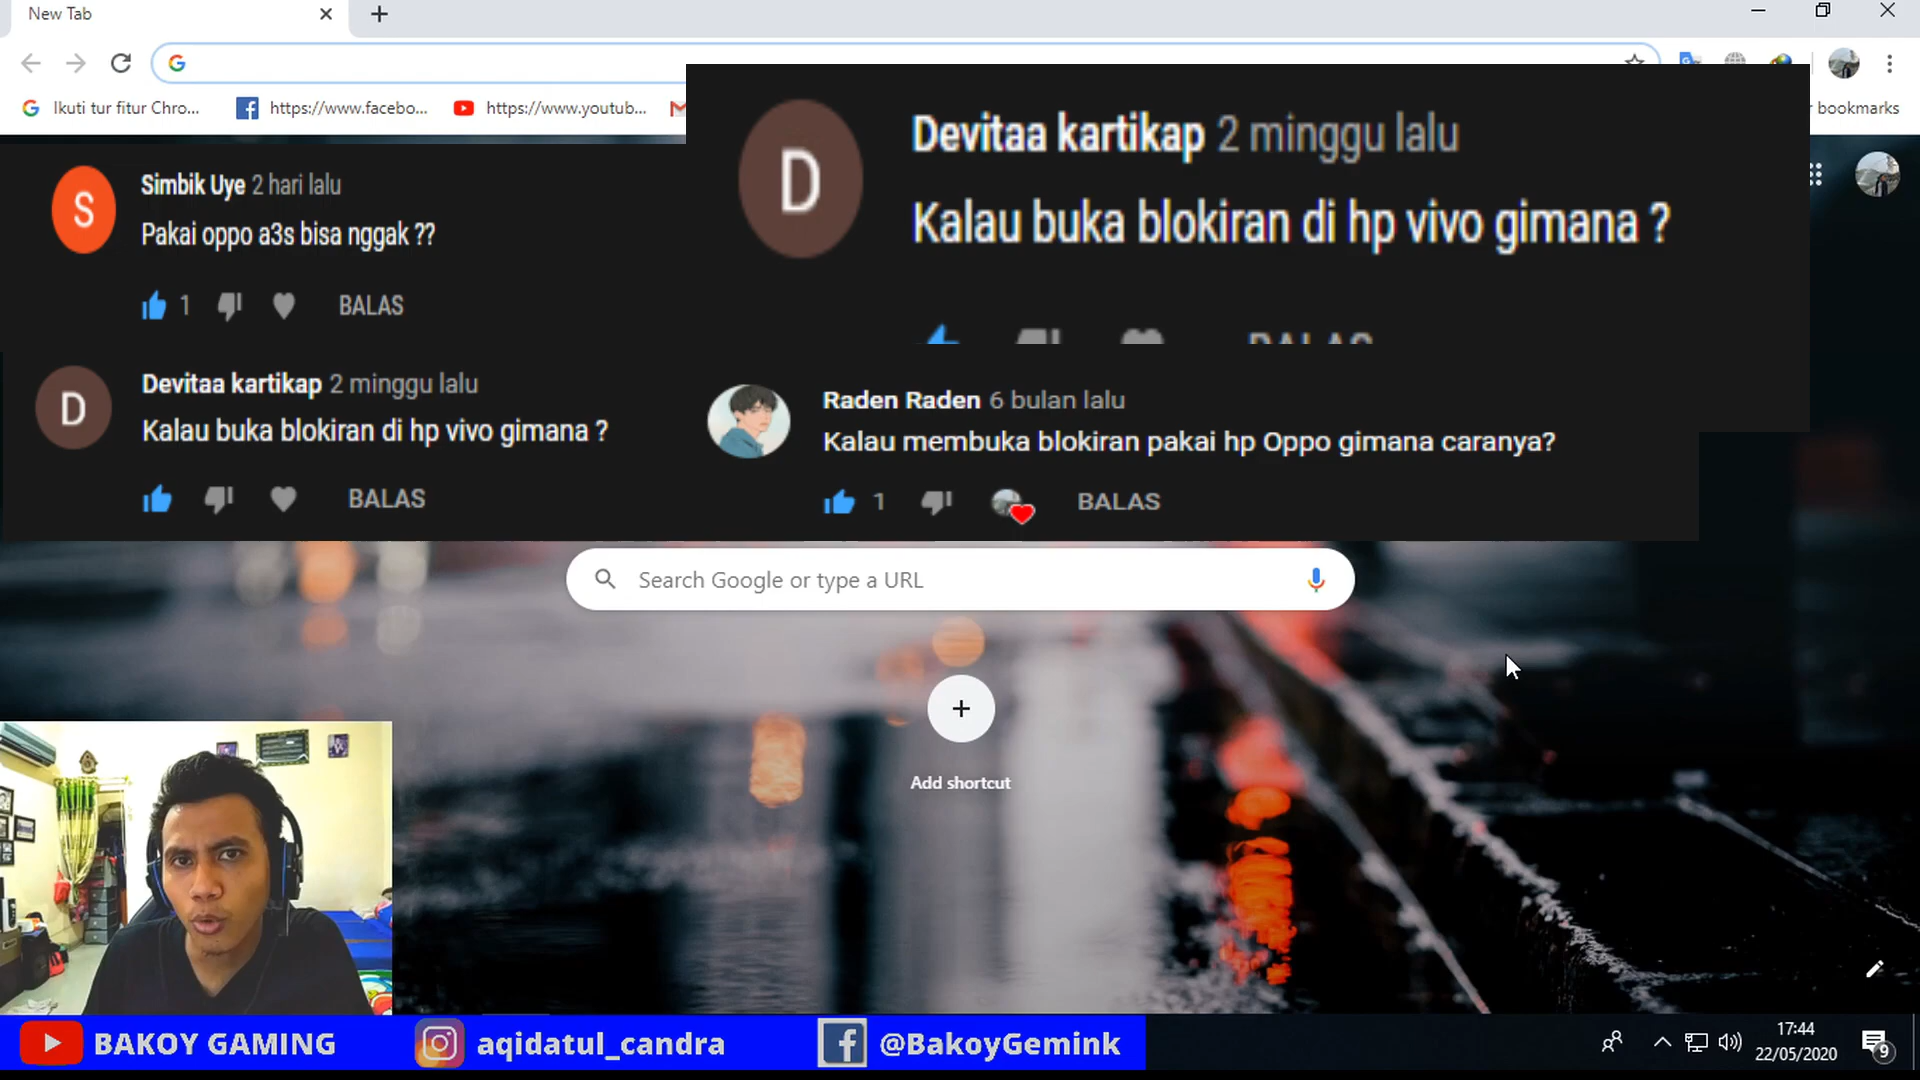 New Tab
Ikuti tur fitur Chro...
https://www.facebo...
https://www.youtub...
bookmarks
Simbik Uye 2 hari lalu
Pakai oppo a3s bisa nggak ??
1 BALAS
Devitaa kartikap 2 minggu lalu
Kalau buka blokiran di hp vivo gimana ?
BALAS
Devitaa kartikap 2 minggu lalu
Kalau buka blokiran di hp vivo gimana ?
BALAS
Raden Raden 6 bulan lalu
Kalau membuka blokiran pakai hp Oppo gimana caranya?
1 BALAS
Search Google or type a URL
Add shortcut
BAKOY GAMING
aqidatul_candra
@BakoyGemink
17:44
22/05/2020
9